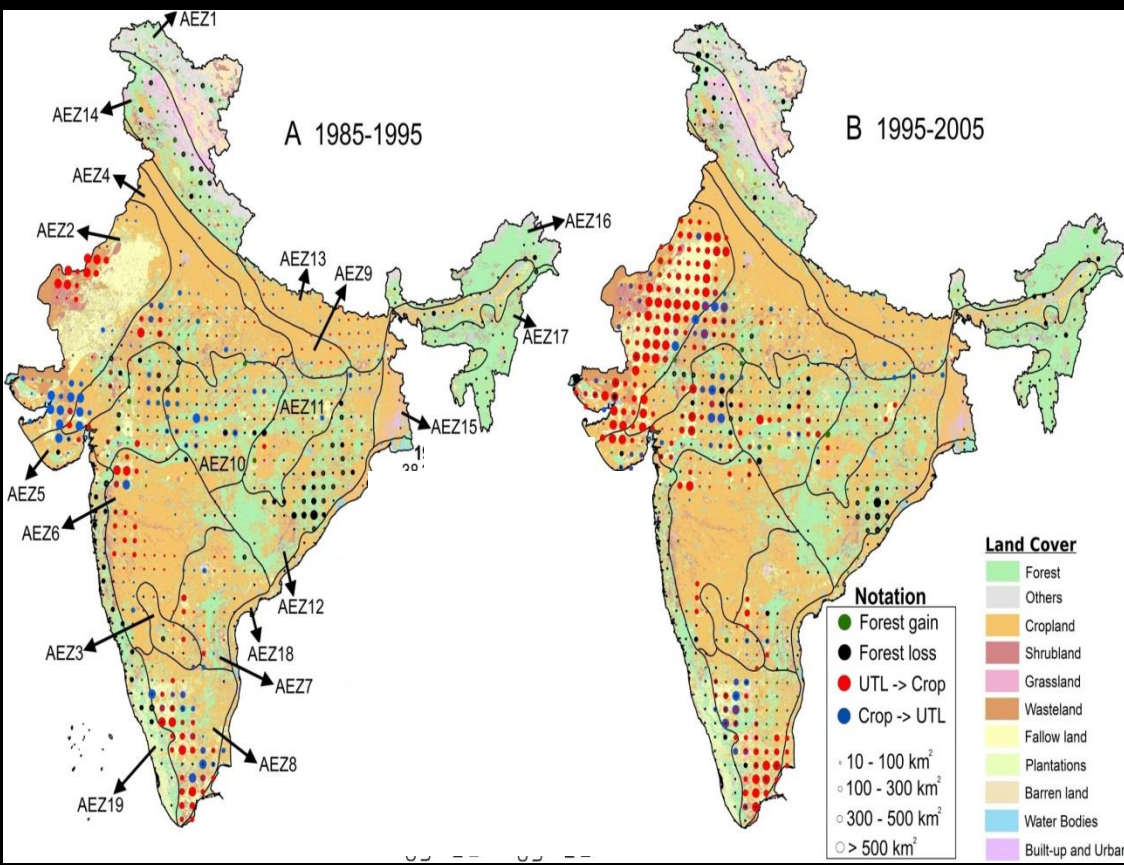 AEZ1
AEZ14
A 1985-1995
B 1995-2005
AEZ4
AEZ2
AEZ16
AEZ13
AEZ9
AEZ17
AEZ11
AEZ15
AEZ10
AEZ5
AEZ6
AEZ12
AEZ3
AEZ18
AEZ7
AEZ8
AEZ19
Notation
Forest gain
Forest loss
UTL -> Crop
Crop -> UTL
10 - 100 km²
100 - 300 km²
300 - 500 km²
> 500 km²
Land Cover
Forest
Others
Cropland
Shrubland
Grassland
Wasteland
Fallow land
Plantations
Barren land
Water Bodies
Built-up and Urban